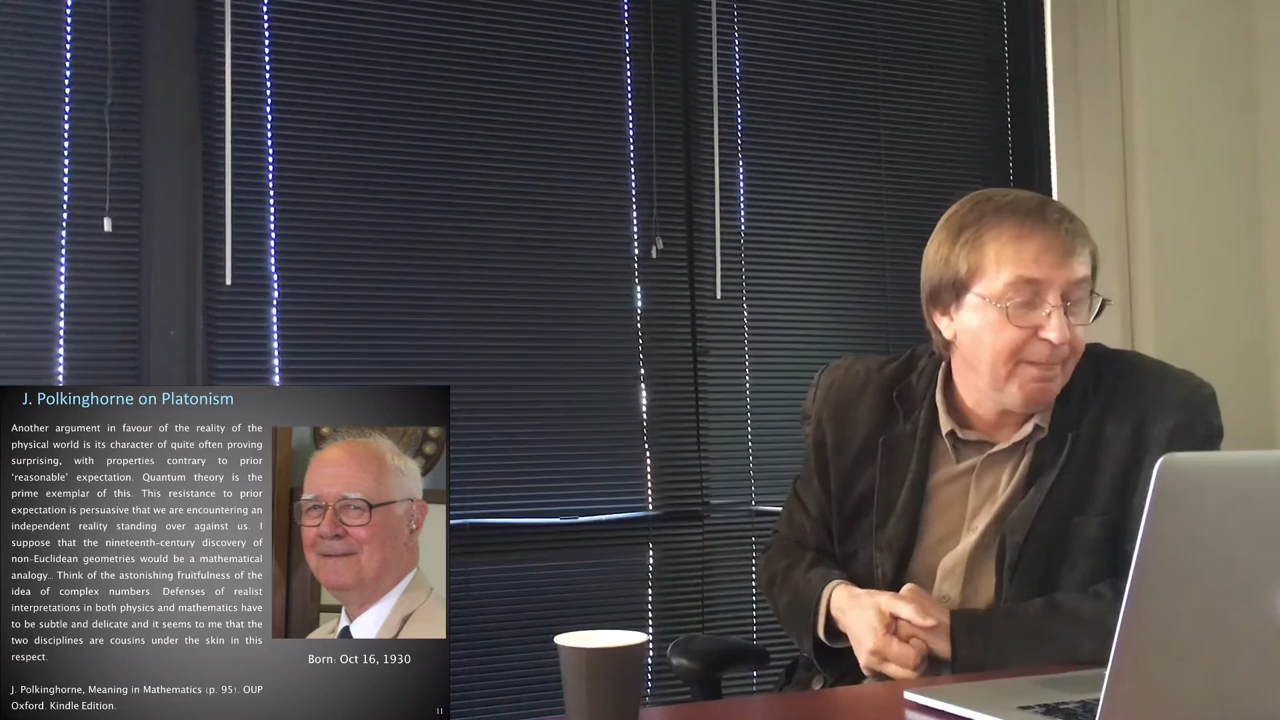 J. Polkinghorne on Platonism
Another argument in favour of the reality of the
physical world is its character of quite often proving
surprising, with properties contrary to prior
'reasonable' expectation. Quantum theory is the
prime exemplar of this. This resistance to prior
expectation is persuasive that we are encountering an
independent reality standing over against us. I
suppose that the nineteenth-century discovery of
non-Euclidean geometries would be a mathematical
analogy... Think of the astonishing fruitfulness of the
idea of complex numbers. Defenses of realist
interpretations in both physics and mathematics have
to be subtle and delicate and it seems to me that the
two disciplines are cousins under the skin in this
respect.
J. Polkinghorne, Meaning in Mathematics (p. 95). OUP
Oxford. Kindle Edition.
Born: Oct 16, 1930
11